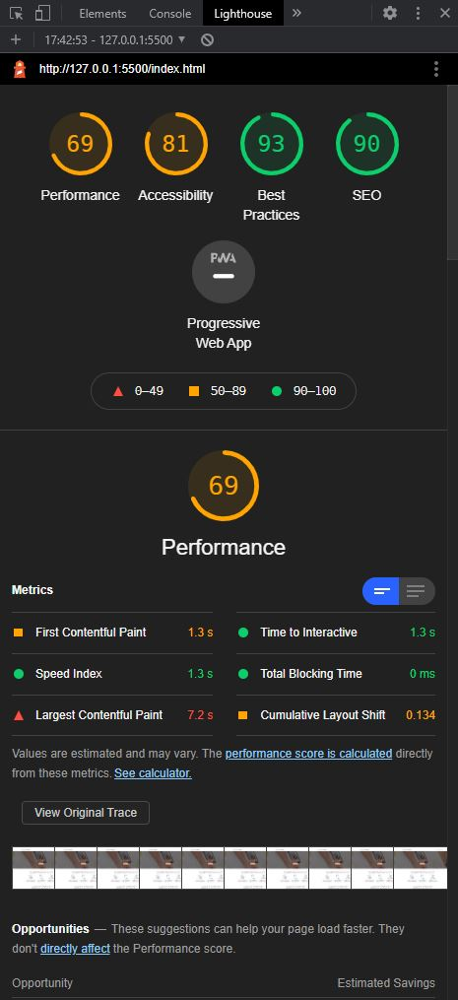 Elements Console Lighthouse »
+ 17:42:53 - 127.0.0.1:5500 ▼
http://127.0.0.1:5500/index.html
69 81 93 90
Performance Accessibility Best Practices SEO
PWA
Progressive
Web App
0–49 50–89 90–100
69
Performance
Metrics
First Contentful Paint 1.3 s Time to Interactive 1.3 s
Speed Index 1.3 s Total Blocking Time 0 ms
Largest Contentful Paint 7.2 s Cumulative Layout Shift 0.134
Values are estimated and may vary. The performance score is calculated directly
from these metrics. See calculator.
View Original Trace
Opportunities — These suggestions can help your page load faster. They
don't directly affect the Performance score.
Opportunity Estimated Savings